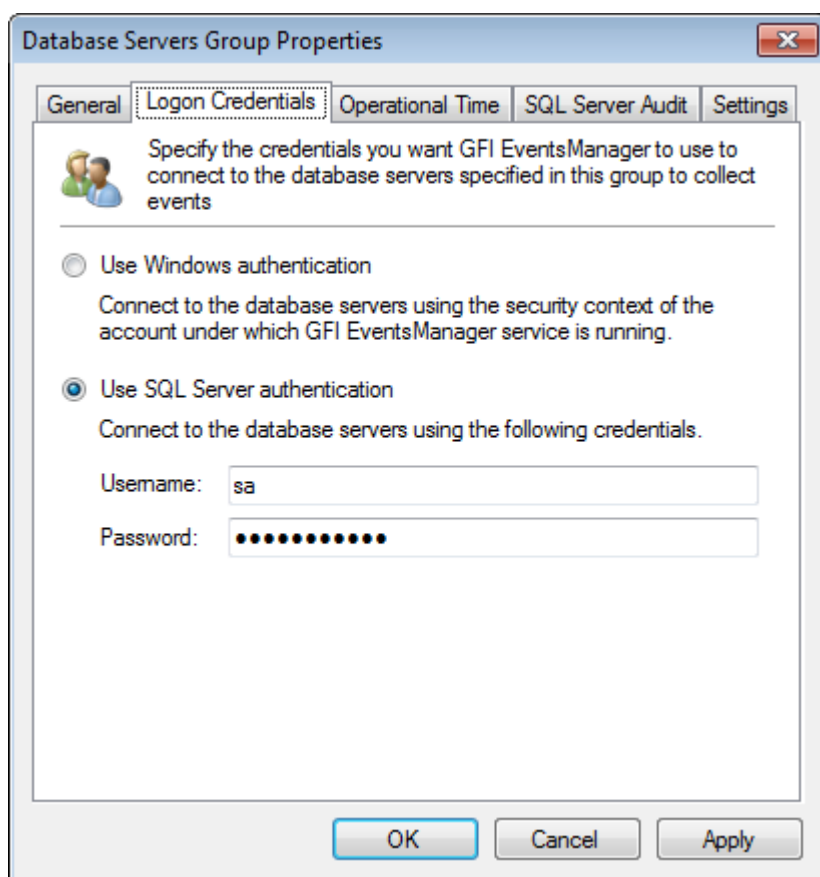 Database Servers Group Properties
General Logon Credentials Operational Time SQL Server Audit Settings
Specify the credentials you want GFI EventsManager to use to
connect to the database servers specified in this group to collect
events
Use Windows authentication
Connect to the database servers using the security context of the
account under which GFI EventsManager service is running.
Use SQL Server authentication
Connect to the database servers using the following credentials.
Username: sa
Password: ●●●●●●●●●●●
OK Cancel Apply